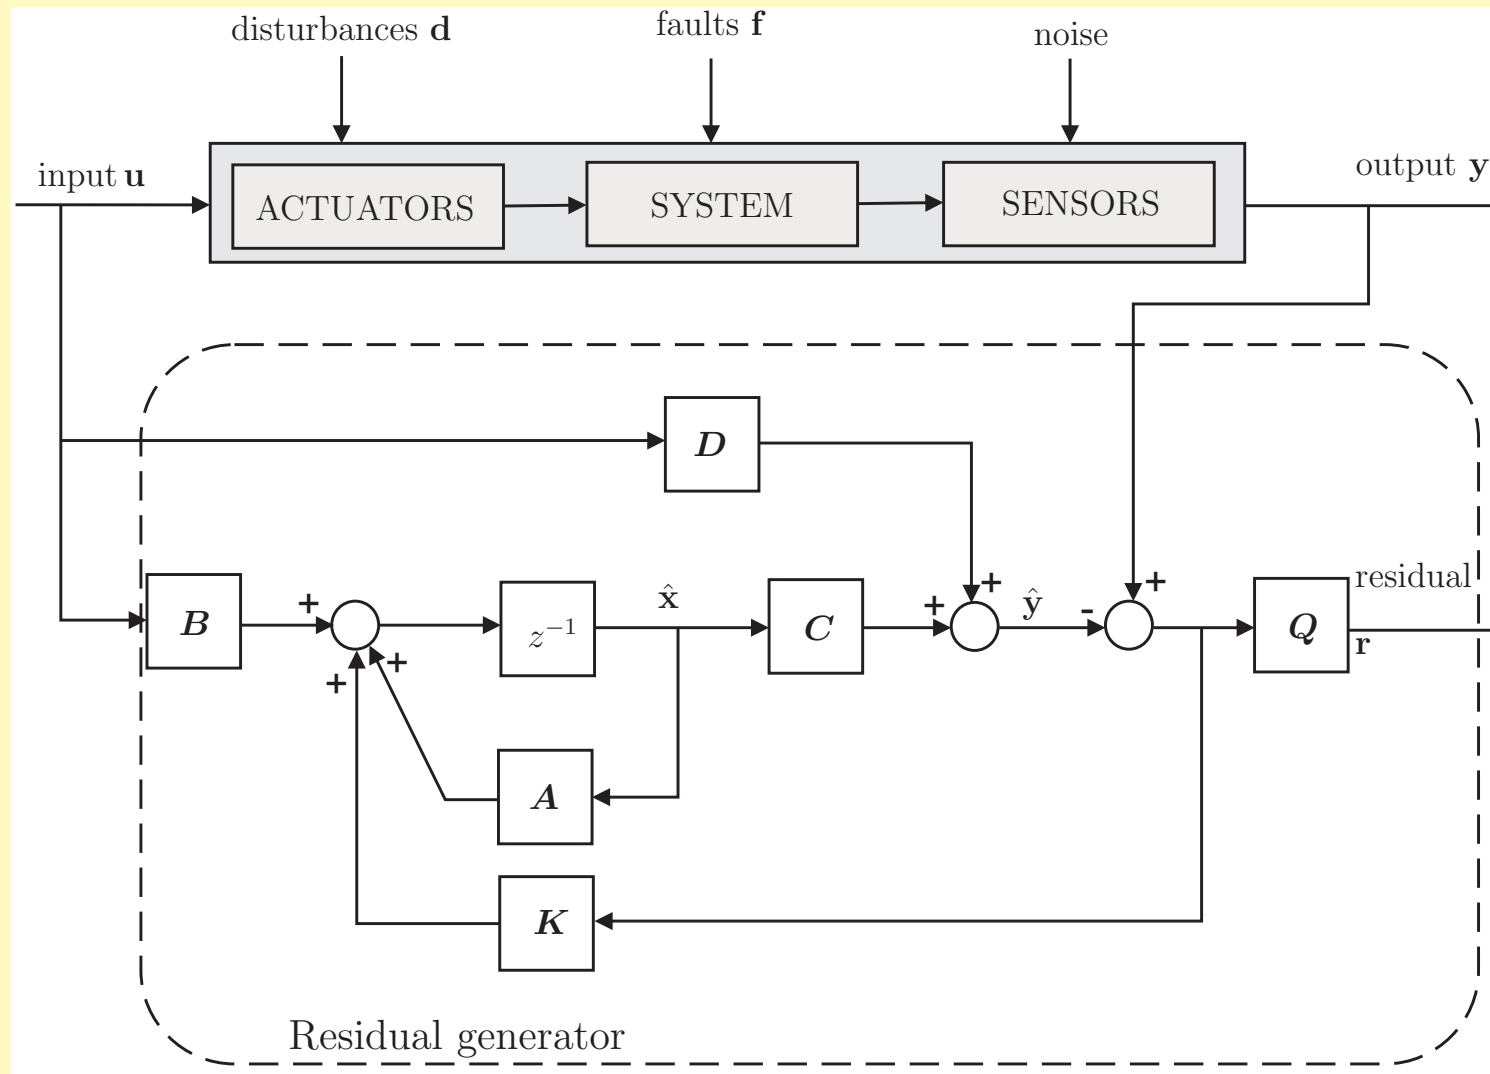 disturbances d
faults f
noise
input u
output y
ACTUATORS
SYSTEM
SENSORS
D
B
+
z⁻¹
x̂
C
+
+
ŷ
-
+
Q
residual
r
+
+
A
K
Residual generator